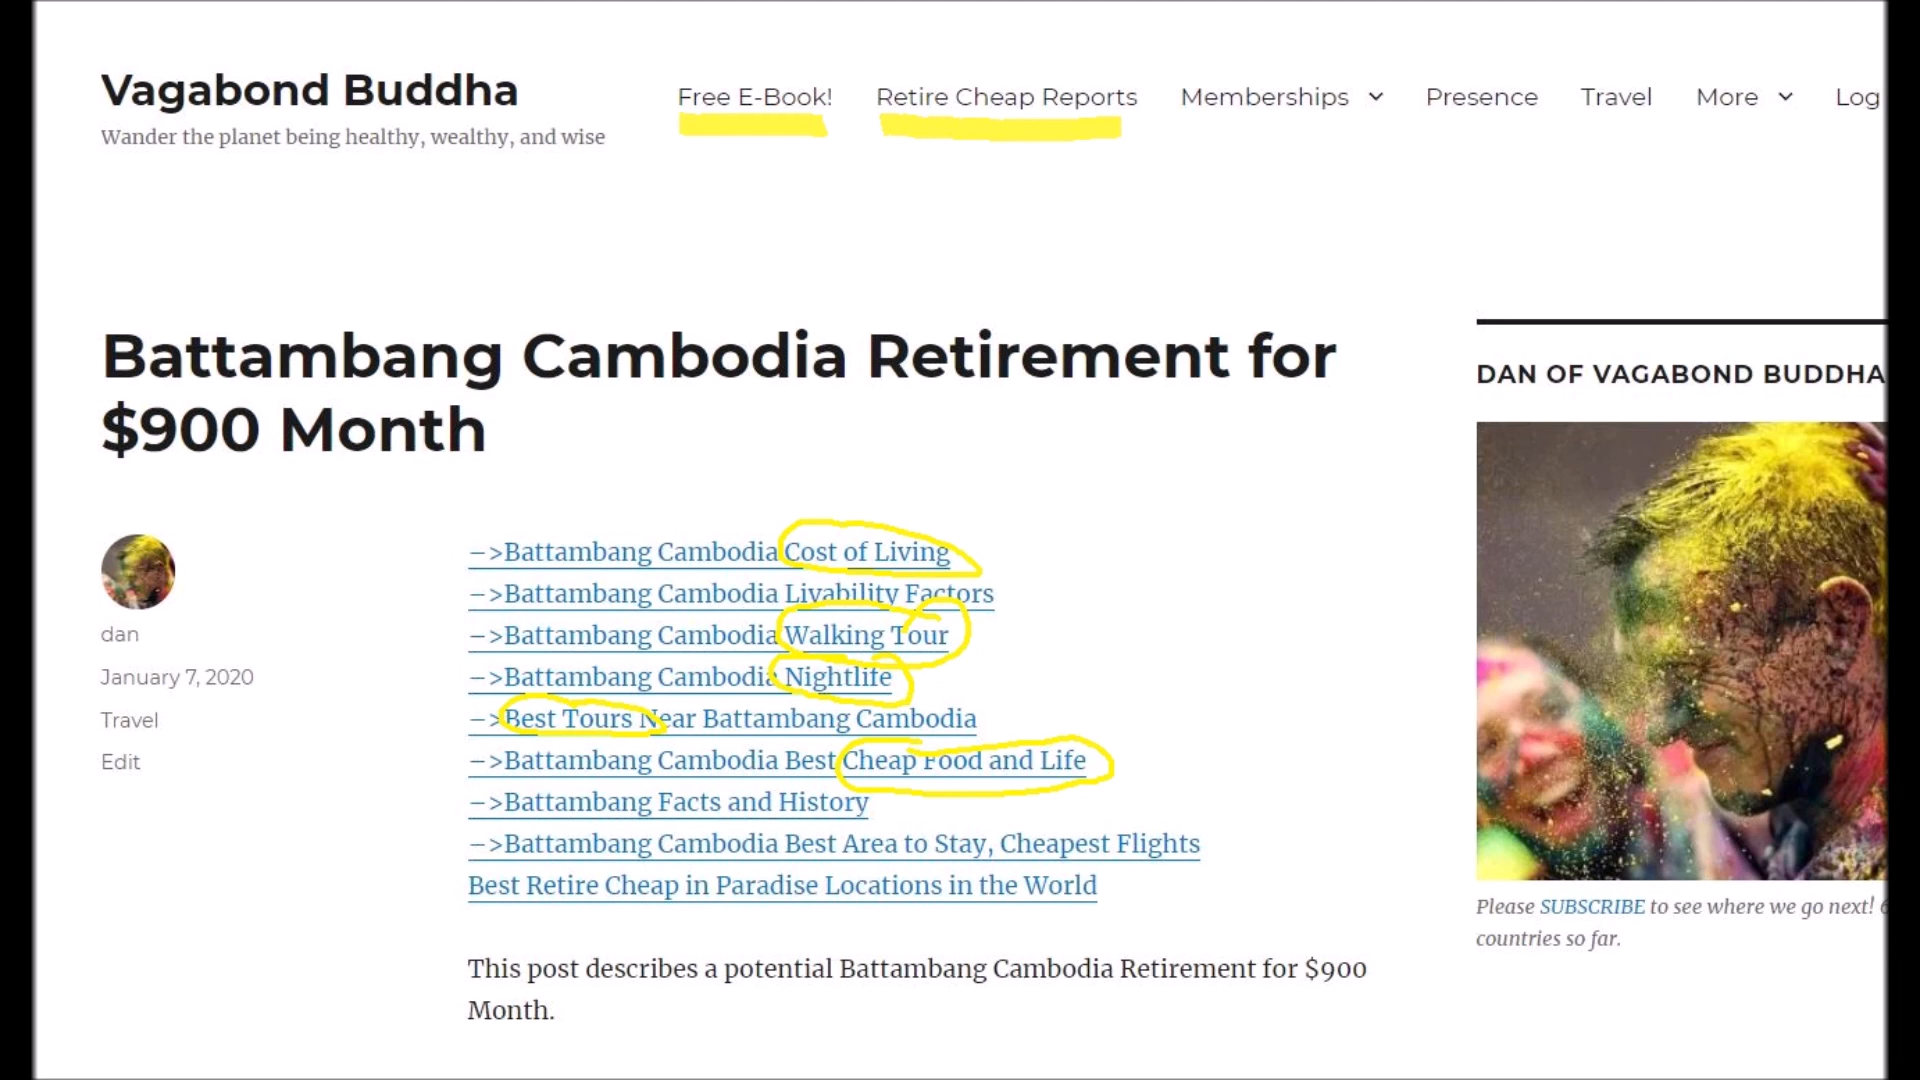 Vagabond Buddha
Wander the planet being healthy, wealthy, and wise
Free E-Book! Retire Cheap Reports Memberships Presence Travel More Log
Battambang Cambodia Retirement for
$900 Month
dan
January 7, 2020
Travel
Edit
–>Battambang Cambodia Cost of Living
–>Battambang Cambodia Livability Factors
–>Battambang Cambodia Walking Tour
–>Battambang Cambodia Nightlife
–>Best Tours Near Battambang Cambodia
–>Battambang Cambodia Best Cheap Food and Life
–>Battambang Facts and History
–>Battambang Cambodia Best Area to Stay, Cheapest Flights
Best Retire Cheap in Paradise Locations in the World
This post describes a potential Battambang Cambodia Retirement for $900
Month.
DAN OF VAGABOND BUDDHA
Please SUBSCRIBE to see where we go next!
countries so far.